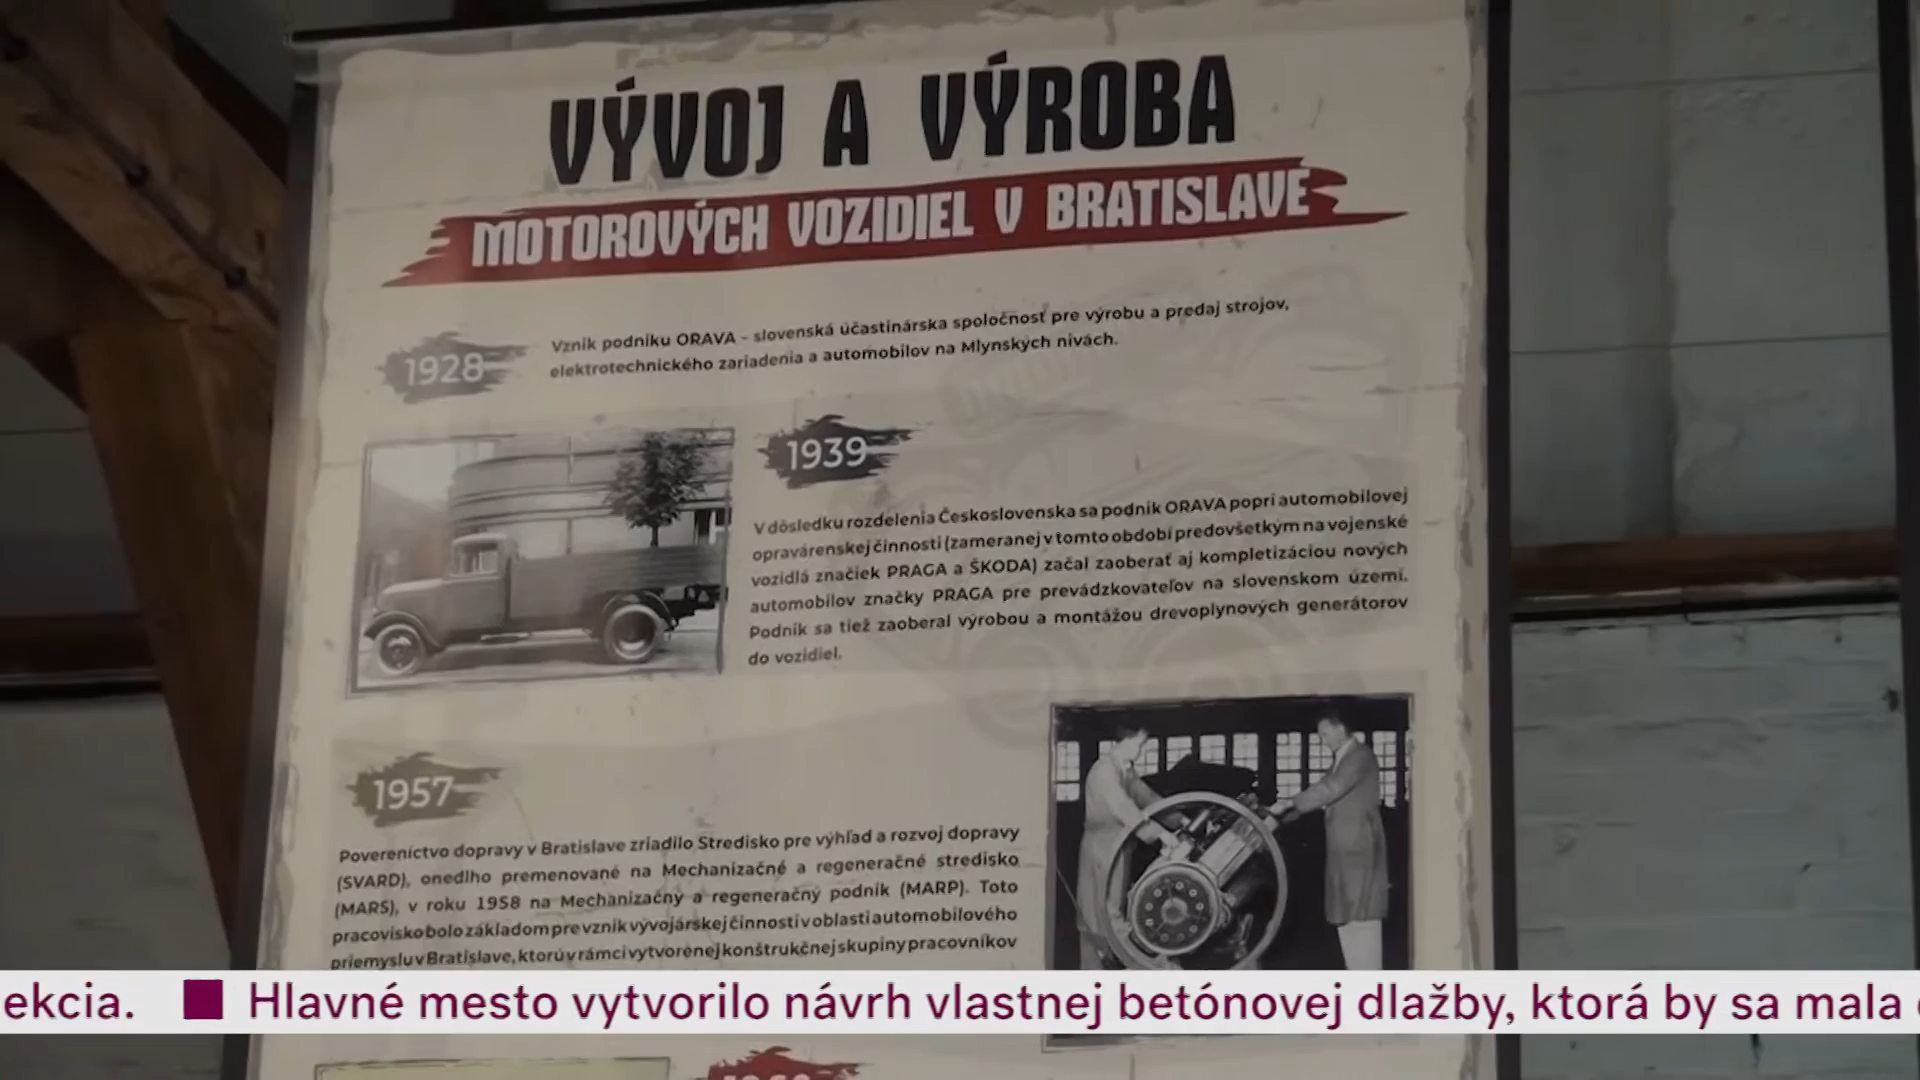 VÝVOJ A VÝROBA
MOTOROVÝCH VOZIDIEL V BRATISLAVE
1928
Vznik podniku ORAVA – slovenská účastinárska spoločnosť pre výrobu a predaj strojov,
elektrotechnického zariadenia a automobilov na Mlynských nivách.
1939
V dôsledku rozdelenia Československa sa podnik ORAVA popri automobilovej
opravárenskej činnosti (zameranej v tomto období predovšetkým na vojenské
vozidlá značiek PRAGA a ŠKODA) začal zaoberať aj kompletizáciou nových
automobilov značky PRAGA pre prevádzkovateľov na slovenskom území.
Podnik sa tiež zaoberal výrobou a montážou drevoplynových generátorov
do vozidiel.
1957
Povereníctvo dopravy v Bratislave zriadilo Stredisko pre výhľad a rozvoj dopravy
(SVARD), onedlho premenované na Mechanizačné a regeneračné stredisko
(MARS), v roku 1958 na Mechanizačný a regeneračný podnik (MARP). Toto
pracovisko bolo základom pre vznik vývojárskej činnosti v oblasti automobilového
priemyslu v Bratislave, ktorú v rámci vytvorenej konštrukčnej skupiny pracovníkov
ekcia. ■ Hlavné mesto vytvorilo návrh vlastnej betónovej dlažby, ktorá by sa mala